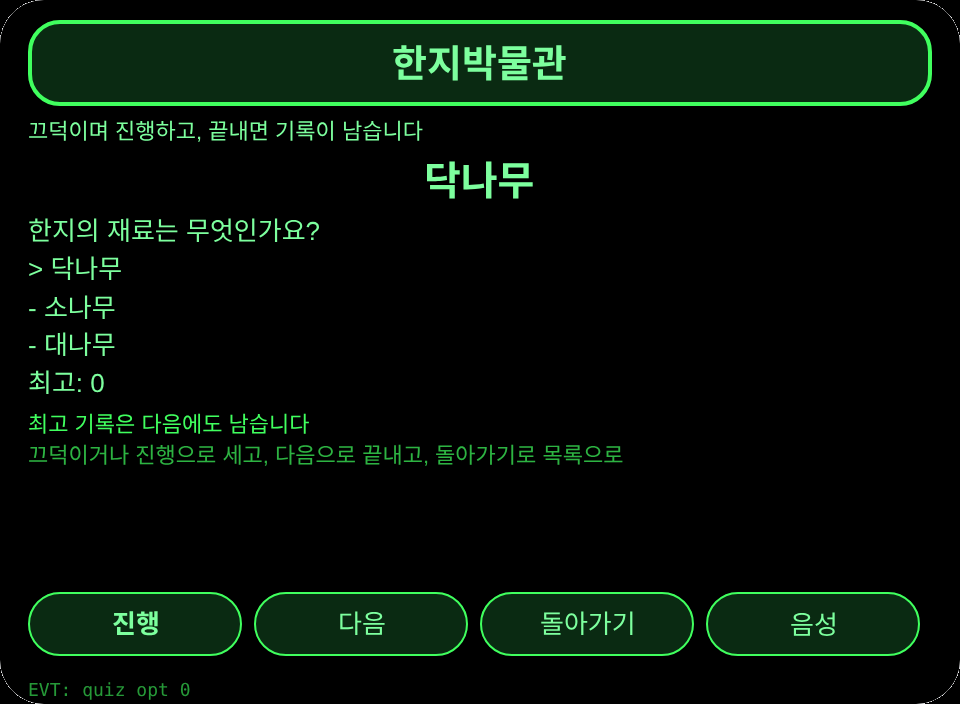 한지박물관
끄덕이며 진행하고, 끝내면 기록이 남습니다
닥나무
한지의 재료는 무엇인가요?
> 닥나무
- 소나무
- 대나무
최고: 0
최고 기록은 다음에도 남습니다
끄덕이거나 진행으로 세고, 다음으로 끝내고, 돌아가기로 목록으로
진행
다음
돌아가기
음성
EVT: quiz opt 0